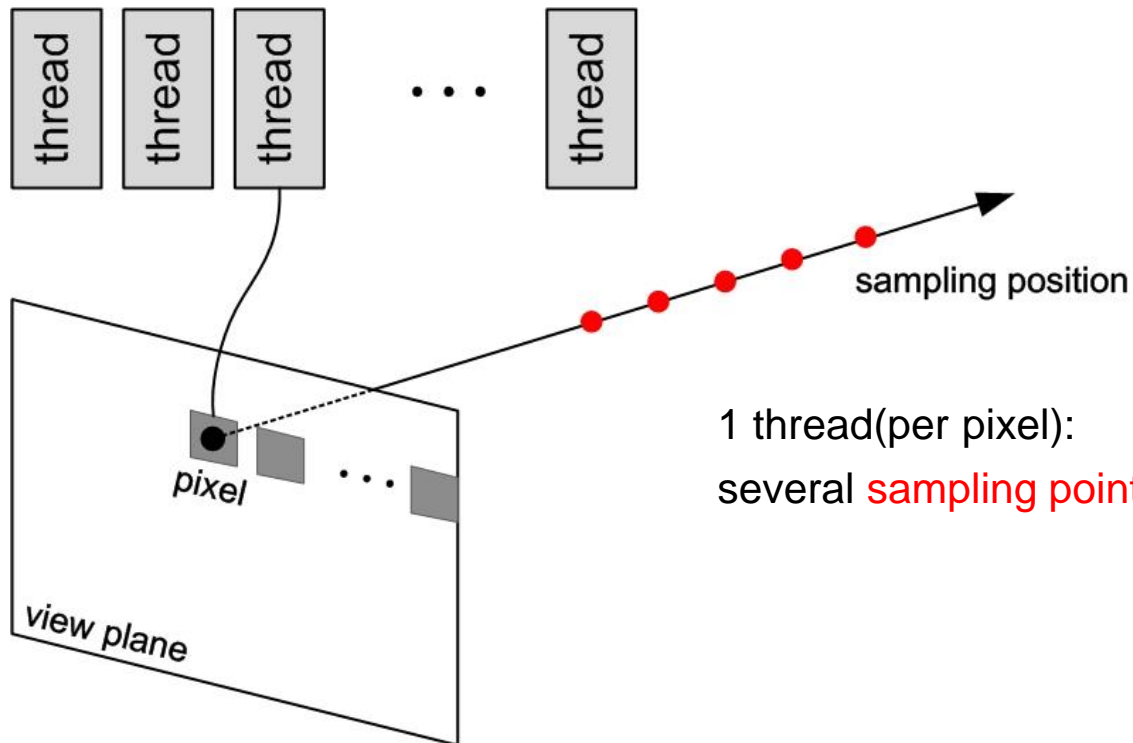 thread
thread
thread
• • •
thread
sampling position
1 thread(per pixel):
several sampling point
pixel
• • •
view plane